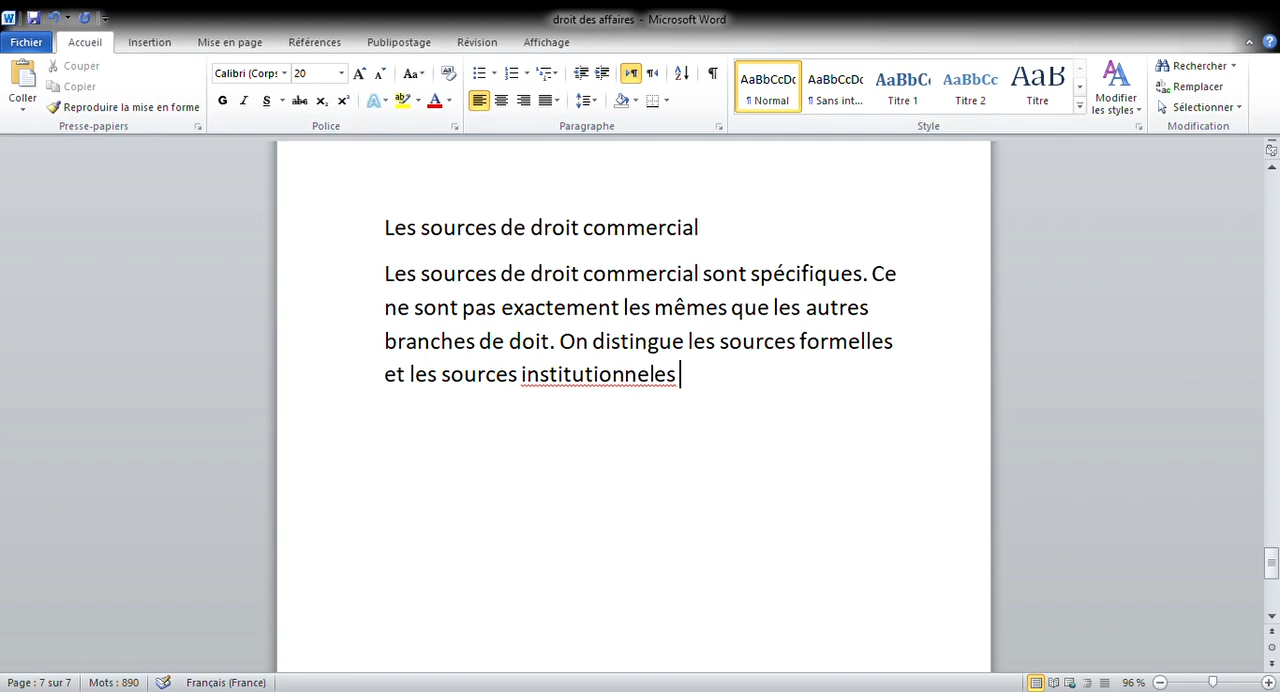 droit des affaires - Microsoft Word
Fichier Accueil Insertion Mise en page Références Publipostage Révision Affichage
Coller
Couper
Copier
Reproduire la mise en forme
Presse-papiers
Calibri (Corps 20
G I S abc x₂ x²
Police
Paragraphe
AaBbCcDc AaBbCcDc AaBbC AaBbCc AaB
¶ Normal ¶ Sans int... Titre 1 Titre 2 Titre
Modifier les styles
Style
Rechercher
Remplacer
Sélectionner
Modification
Les sources de droit commercial
Les sources de droit commercial sont spécifiques. Ce
ne sont pas exactement les mêmes que les autres
branches de doit. On distingue les sources formelles
et les sources institutionneles
Page : 7 sur 7 Mots : 890 Français (France) 96 %